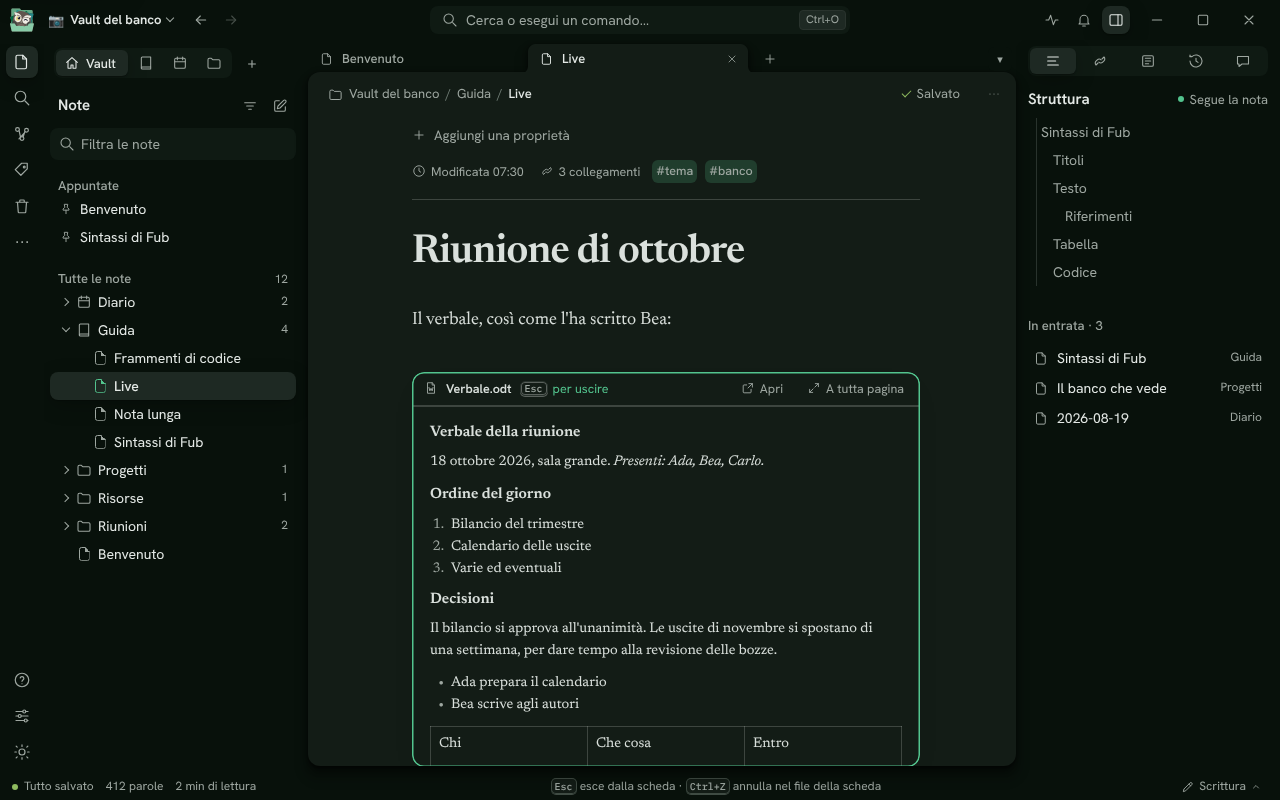 Vault del banco
Cerca o esegui un comando…
Ctrl+O
Vault
Note
Filtra le note
Appuntate
Benvenuto
Sintassi di Fub
Tutte le note 12
Diario 2
Guida 4
Frammenti di codice
Live
Nota lunga
Sintassi di Fub
Progetti 1
Risorse 1
Riunioni 2
Benvenuto
Benvenuto
Live
Vault del banco / Guida / Live
Salvato
Aggiungi una proprietà
Modificata 07:30 3 collegamenti #tema #banco
Riunione di ottobre
Il verbale, così come l'ha scritto Bea:
Verbale.odt Esc per uscire Apri A tutta pagina
Verbale della riunione
18 ottobre 2026, sala grande. Presenti: Ada, Bea, Carlo.
Ordine del giorno
1. Bilancio del trimestre
2. Calendario delle uscite
3. Varie ed eventuali
Decisioni
Il bilancio si approva all'unanimità. Le uscite di novembre si spostano di
una settimana, per dare tempo alla revisione delle bozze.
• Ada prepara il calendario
• Bea scrive agli autori
Chi Che cosa Entro
Struttura Segue la nota
Sintassi di Fub
Titoli
Testo
Riferimenti
Tabella
Codice
In entrata · 3
Sintassi di Fub Guida
Il banco che vede Progetti
2026-08-19 Diario
Tutto salvato 412 parole 2 min di lettura
Esc esce dalla scheda · Ctrl+Z annulla nel file della scheda
Scrittura